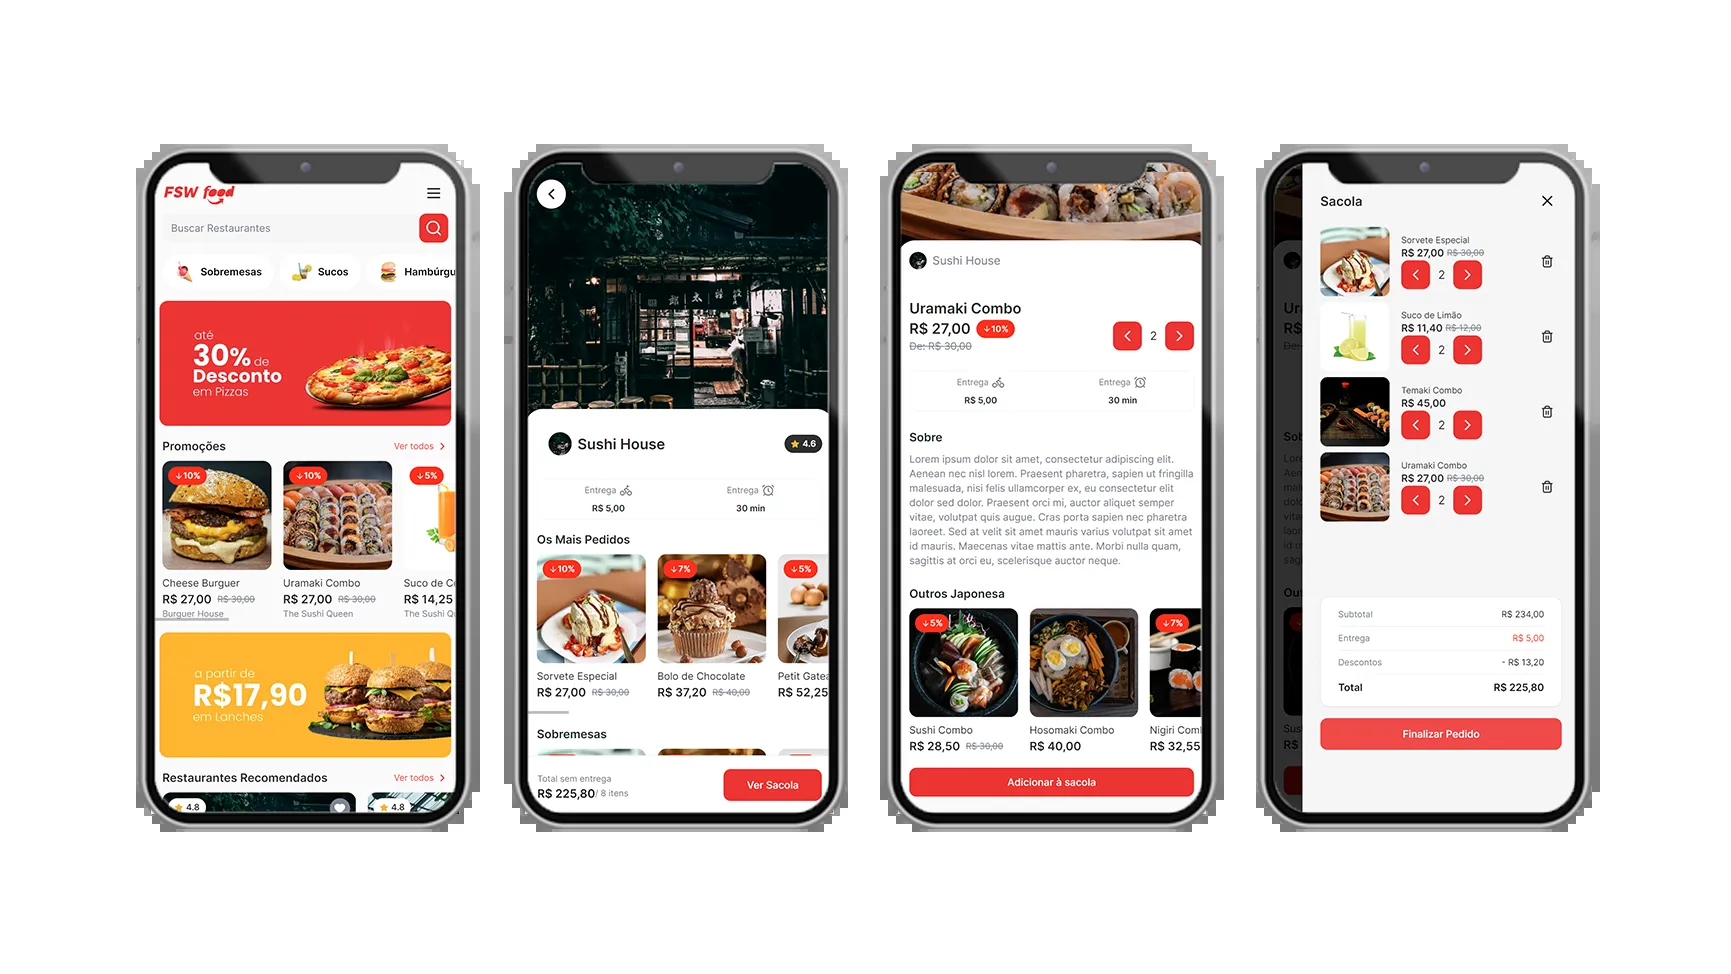 FSW food
Buscar Restaurantes
Sobremesas
Sucos
Hambúrgu
até
30% de
Desconto
em Pizzas
Promoções
Ver todos
↓10%
↓10%
↓5%
Cheese Burguer
Uramaki Combo
Suco de C
R$ 27,00 R$ 30,00
R$ 27,00 R$ 30,00
R$ 14,25
Burguer House
The Sushi Queen
The Sushi Qu
a partir de
R$17,90
em Lanches
Restaurantes Recomendados
Ver todos
4.8
4.8
Sushi House
4.6
Entrega
Entrega
R$ 5,00
30 min
Os Mais Pedidos
↓10%
↓7%
↓5%
Sorvete Especial
Bolo de Chocolate
Petit Gatea
R$ 27,00 R$ 30,00
R$ 37,20 R$ 40,00
R$ 52,25
Sobremesas
Total sem entrega
R$ 225,80/ 8 itens
Ver Sacola
Sushi House
Uramaki Combo
R$ 27,00 ↓10%
De: R$ 30,00
2
Entrega
Entrega
R$ 5,00
30 min
Sobre
Lorem ipsum dolor sit amet, consectetur adipiscing elit.
Aenean nec nisl lorem. Praesent pharetra, sapien ut fringilla
malesuada, nisi felis ullamcorper ex, eu consectetur elit
dolor sed dolor. Praesent orci mi, auctor aliquet semper
vitae, volutpat quis augue. Cras porta sapien nec pharetra
laoreet. Sed at velit sit amet mauris varius volutpat sit amet
id mauris. Maecenas vitae mattis ante. Morbi nulla quam,
sagittis at orci eu, scelerisque auctor neque.
Outros Japonesa
↓5%
↓7%
Sushi Combo
Hosomaki Combo
Nigiri Com
R$ 28,50 R$ 30,00
R$ 40,00
R$ 32,55
Adicionar à sacola
Sacola
Sorvete Especial
R$ 27,00 R$ 30,00
2
Suco de Limão
R$ 11,40 R$ 12,00
2
Temaki Combo
R$ 45,00
2
Uramaki Combo
R$ 27,00 R$ 30,00
2
Subtotal
R$ 234,00
Entrega
R$ 5,00
Descontos
- R$ 13,20
Total
R$ 225,80
Finalizar Pedido